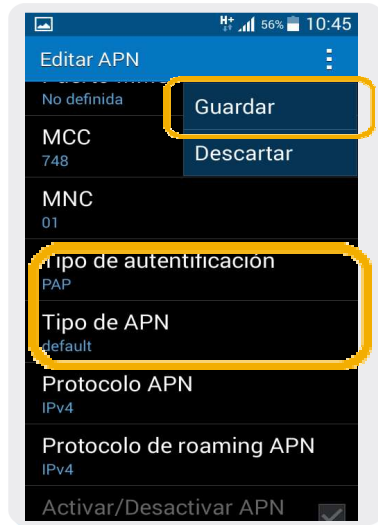 H+ 56% 10:45
Editar APN
No definida
Guardar
MCC
748
Descartar
MNC
01
Tipo de autentificación
PAP
Tipo de APN
default
Protocolo APN
IPv4
Protocolo de roaming APN
IPv4
Activar/Desactivar APN